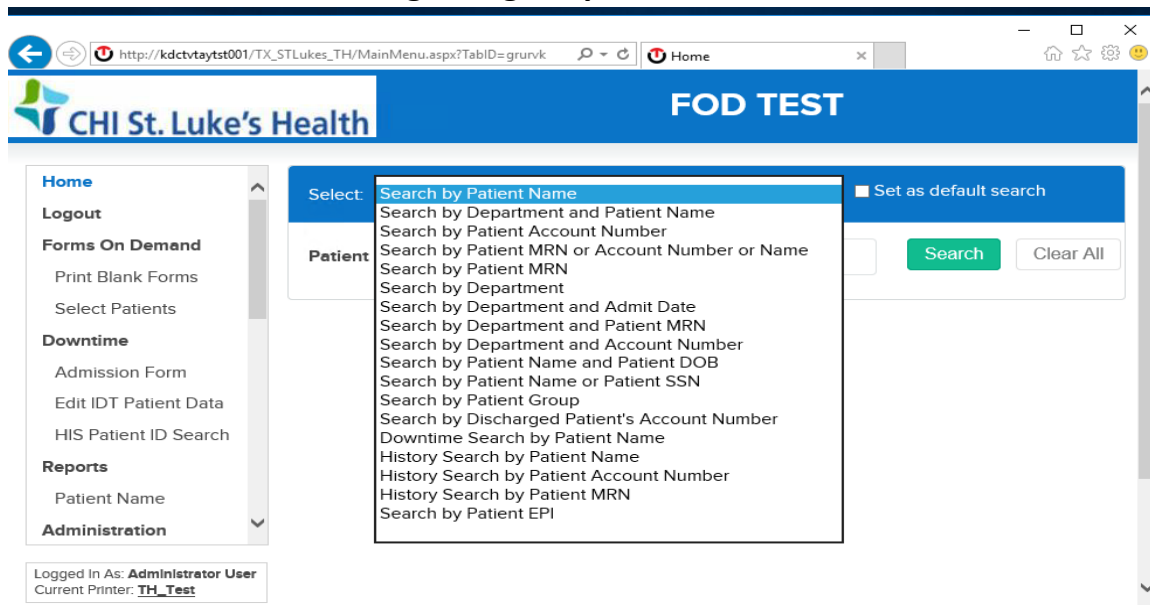 http://kdctvtaytst001/TX_STLukes_TH/MainMenu.aspx?TabID=grurvk
Home
CHI St. Luke's Health
FOD TEST
Home
Logout
Forms On Demand
Print Blank Forms
Select Patients
Downtime
Admission Form
Edit IDT Patient Data
HIS Patient ID Search
Reports
Patient Name
Administration
Logged In As: Administrator User
Current Printer: TH_Test
Select:
Search by Patient Name
Search by Department and Patient Name
Search by Patient Account Number
Search by Patient MRN or Account Number or Name
Search by Patient MRN
Search by Department
Search by Department and Admit Date
Search by Department and Patient MRN
Search by Department and Account Number
Search by Patient Name and Patient DOB
Search by Patient Name or Patient SSN
Search by Patient Group
Search by Discharged Patient's Account Number
Downtime Search by Patient Name
History Search by Patient Name
History Search by Patient Account Number
History Search by Patient MRN
Search by Patient EPI
Set as default search
Patient
Search
Clear All